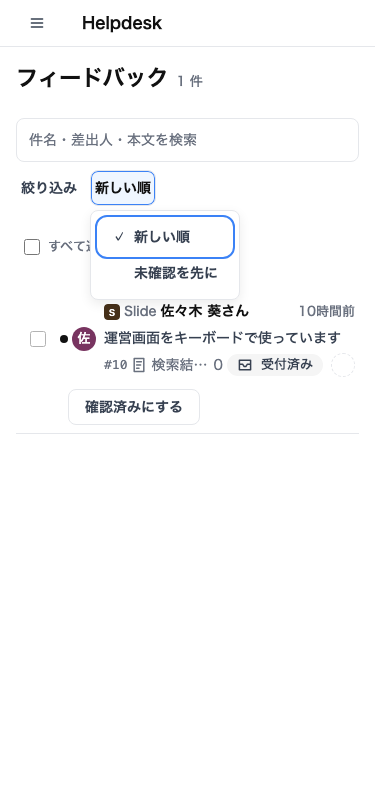 Helpdesk
フィードバック 1 件
件名・差出人・本文を検索
絞り込み 新しい順
✓ 新しい順
すべて
未確認を先に
S Slide 佐々木 葵さん 10時間前
佐 運営画面をキーボードで使っています
#10 検索結… 0 受付済み
確認済みにする